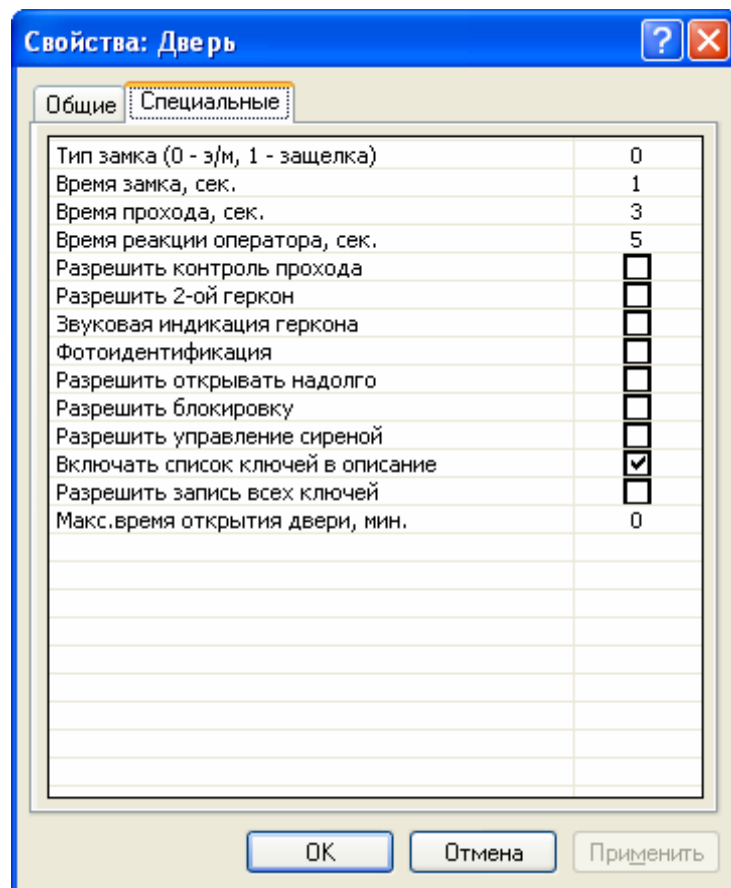 Свойства: Дверь
Общие Специальные
Тип замка (0 - э/м, 1 - защелка) 0
Время замка, сек. 1
Время прохода, сек. 3
Время реакции оператора, сек. 5
Разрешить контроль прохода
Разрешить 2-ой геркон
Звуковая индикация геркона
Фотоидентификация
Разрешить открывать надолго
Разрешить блокировку
Разрешить управление сиреной
Включать список ключей в описание
Разрешить запись всех ключей
Макс.время открытия двери, мин. 0
OK Отмена Применить